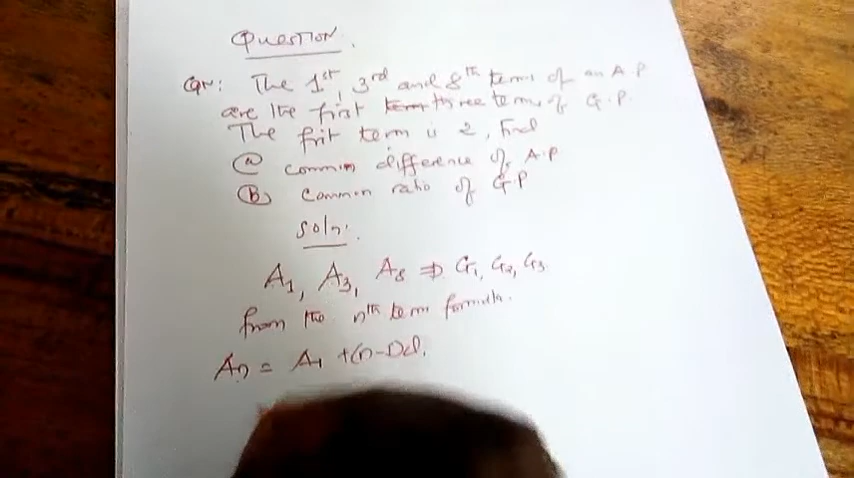 QUESTION.
QN: The 1st, 3rd and 8th terms of an A.P
are the first three terms of G.P.
The first term is 2, find
(a) common difference of A.P
(B) Common ratio of G.P
Soln.
A1, A3, A8 ⇒ G1, G2, G3.
from the nth term formula.
An = A1 + (n-1)d.